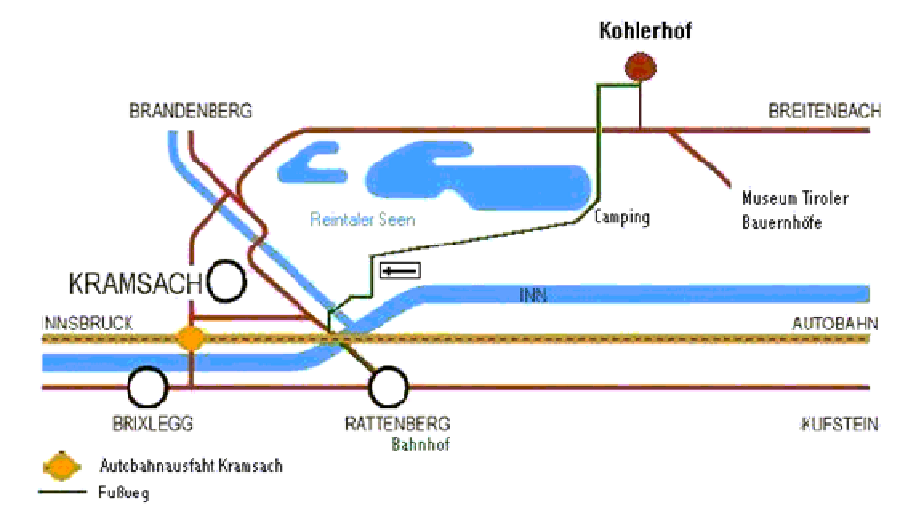 Kohlerhof
BRANDENBERG
BREITENBACH
Museum Tiroler
Bauernhöfe
Reintaler Seen
Camping
KRAMSACH
INN
INNSBRUCK
AUTOBAHN
BRIXLEGG
RATTENBERG
KUFSTEIN
Bahnhof
Autobahnausfaht Kramsach
Fußweg